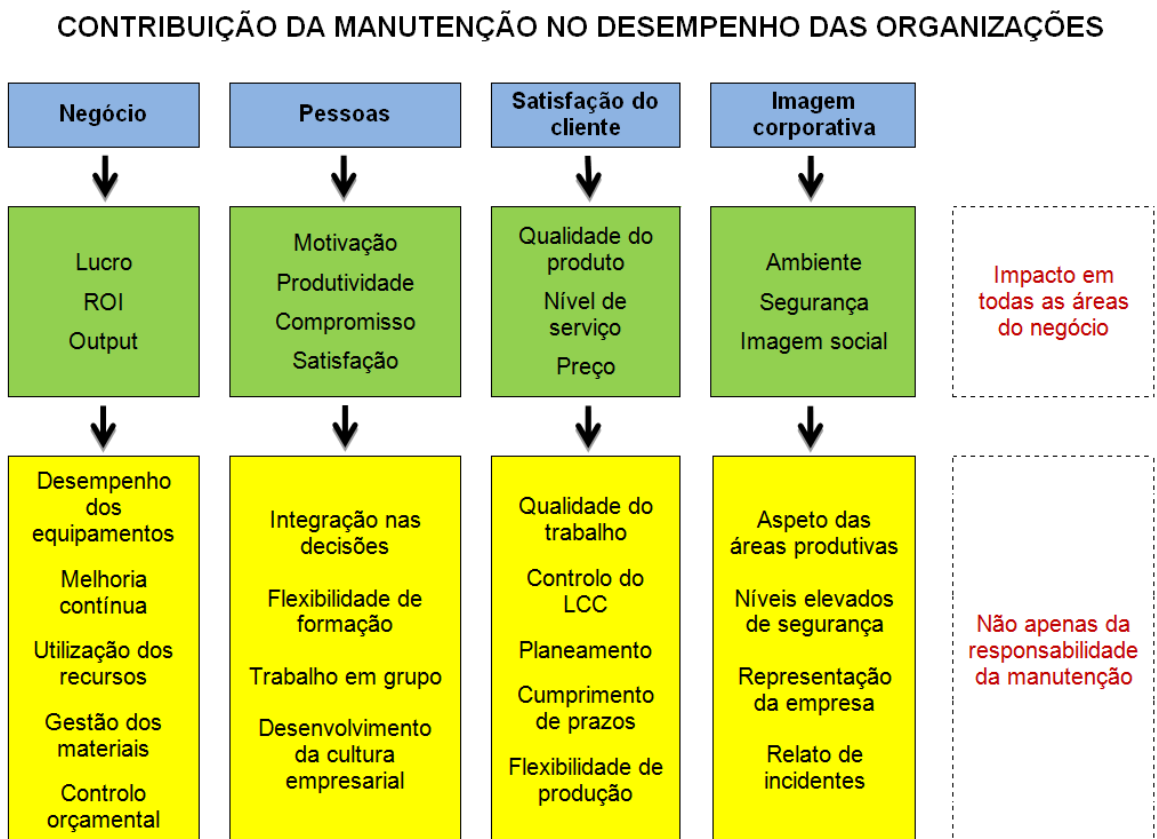 CONTRIBUIÇÃO DA MANUTENÇÃO NO DESEMPENHO DAS ORGANIZAÇÕES
Negócio
Pessoas
Satisfação do
cliente
Imagem
corporativa
Lucro
ROI
Output
Motivação
Produtividade
Compromisso
Satisfação
Qualidade do
produto
Nível de
serviço
Preço
Ambiente
Segurança
Imagem social
Impacto em
todas as áreas
do negócio
Desempenho
dos
equipamentos
Melhoria
contínua
Utilização dos
recursos
Gestão dos
materiais
Controlo
orçamental
Integração nas
decisões
Flexibilidade de
formação
Trabalho em grupo
Desenvolvimento
da cultura
empresarial
Qualidade do
trabalho
Controlo do
LCC
Planeamento
Cumprimento
de prazos
Flexibilidade de
produção
Aspeto das
áreas produtivas
Níveis elevados
de segurança
Representação
da empresa
Relato de
incidentes
Não apenas da
responsabilidade
da manutenção